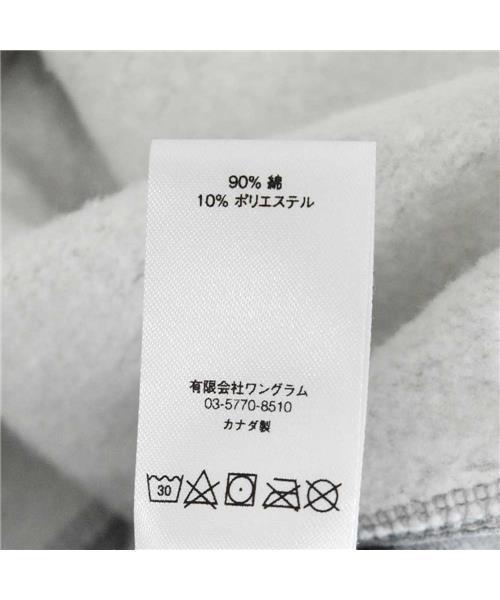 90% 綿
10% ポリエステル
有限会社ワングラム
03-5770-8510
カナダ製
30